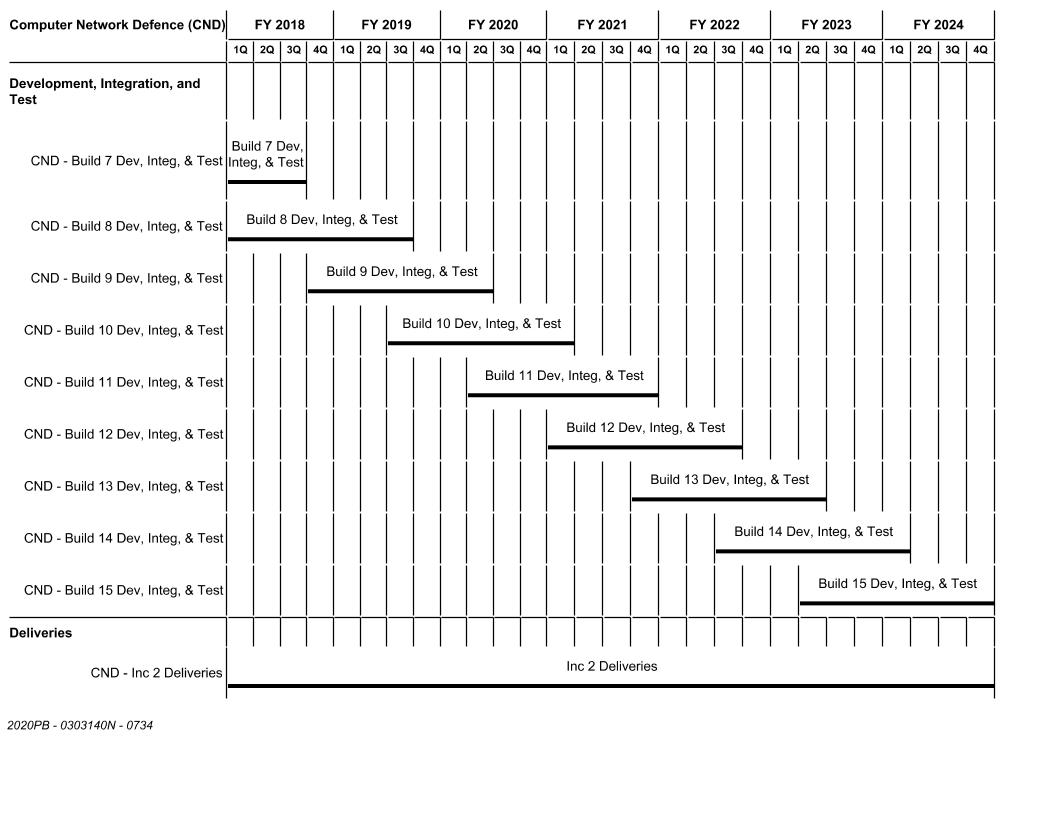 Computer Network Defence (CND) FY 2018 FY 2019 FY 2020 FY 2021 FY 2022 FY 2023 FY 2024
1Q 2Q 3Q 4Q 1Q 2Q 3Q 4Q 1Q 2Q 3Q 4Q 1Q 2Q 3Q 4Q 1Q 2Q 3Q 4Q 1Q 2Q 3Q 4Q 1Q 2Q 3Q 4Q
Development, Integration, and
Test
Build 7 Dev,
CND - Build 7 Dev, Integ, & Test Integ, & Test
Build 8 Dev, Integ, & Test
CND - Build 8 Dev, Integ, & Test
Build 9 Dev, Integ, & Test
CND - Build 9 Dev, Integ, & Test
Build 10 Dev, Integ, & Test
CND - Build 10 Dev, Integ, & Test
Build 11 Dev, Integ, & Test
CND - Build 11 Dev, Integ, & Test
Build 12 Dev, Integ, & Test
CND - Build 12 Dev, Integ, & Test
Build 13 Dev, Integ, & Test
CND - Build 13 Dev, Integ, & Test
Build 14 Dev, Integ, & Test
CND - Build 14 Dev, Integ, & Test
Build 15 Dev, Integ, & Test
CND - Build 15 Dev, Integ, & Test
Deliveries
Inc 2 Deliveries
CND - Inc 2 Deliveries
2020PB - 0303140N - 0734